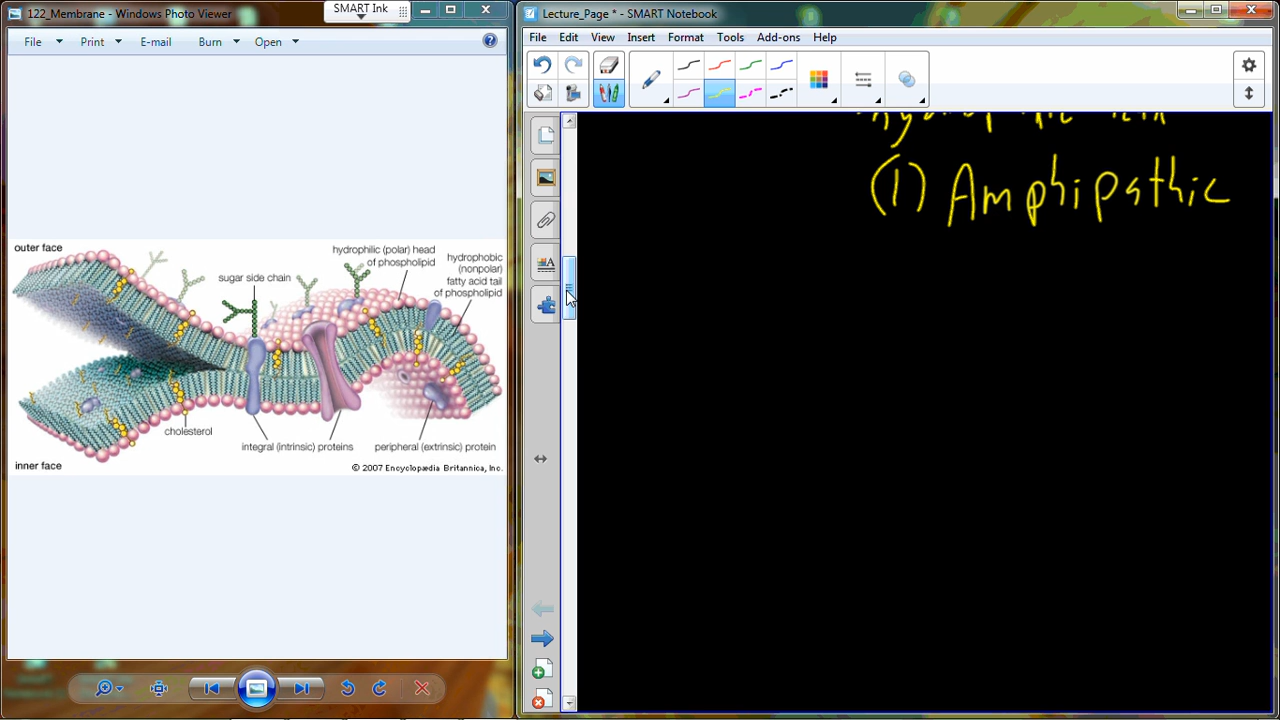 122_Membrane - Windows Photo Viewer
SMART Ink
File Print E-mail Burn Open
outer face
sugar side chain
hydrophilic (polar) head
of phospholipid
hydrophobic
(nonpolar)
fatty acid tail
of phospholipid
cholesterol
integral (intrinsic) proteins
peripheral (extrinsic) protein
inner face
© 2007 Encyclopædia Britannica, Inc.
Lecture_Page * - SMART Notebook
File Edit View Insert Format Tools Add-ons Help
(1) Amphipathic